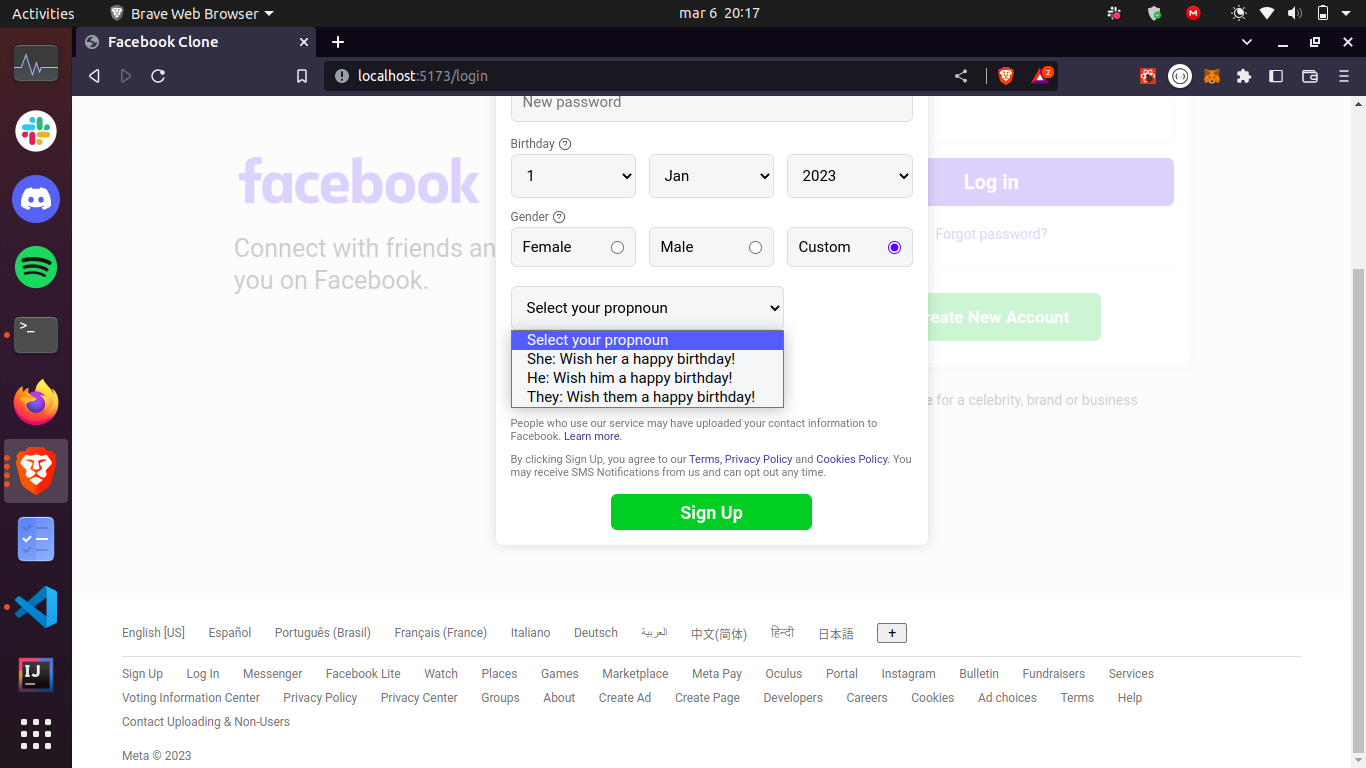 Activities Brave Web Browser mar 6 20:17
Facebook Clone
localhost:5173/login 2
New password
Birthday
1 Jan 2023
Gender
Female Male Custom
Select your propnoun
Select your propnoun
She: Wish her a happy birthday!
He: Wish him a happy birthday!
They: Wish them a happy birthday!
People who use our service may have uploaded your contact information to
Facebook. Learn more.
By clicking Sign Up, you agree to our Terms, Privacy Policy and Cookies Policy. You
may receive SMS Notifications from us and can opt out any time.
Sign Up
facebook
Connect with friends an
you on Facebook.
Log in
Forgot password?
reate New Account
e for a celebrity, brand or business
English [US] Español Português (Brasil) Français (France) Italiano Deutsch العربية 中文(简体) हिन्दी 日本語 +
Sign Up Log In Messenger Facebook Lite Watch Places Games Marketplace Meta Pay Oculus Portal Instagram Bulletin Fundraisers Services
Voting Information Center Privacy Policy Privacy Center Groups About Create Ad Create Page Developers Careers Cookies Ad choices Terms Help
Contact Uploading & Non-Users
Meta © 2023